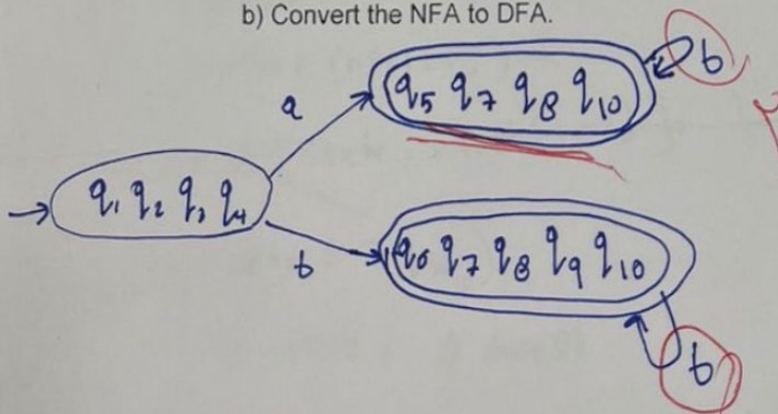 b) Convert the NFA to DFA.
b
q5 q7 q8 q10
a
q1 q2 q3 q4
q6 q7 q8 q9 q10
b
b